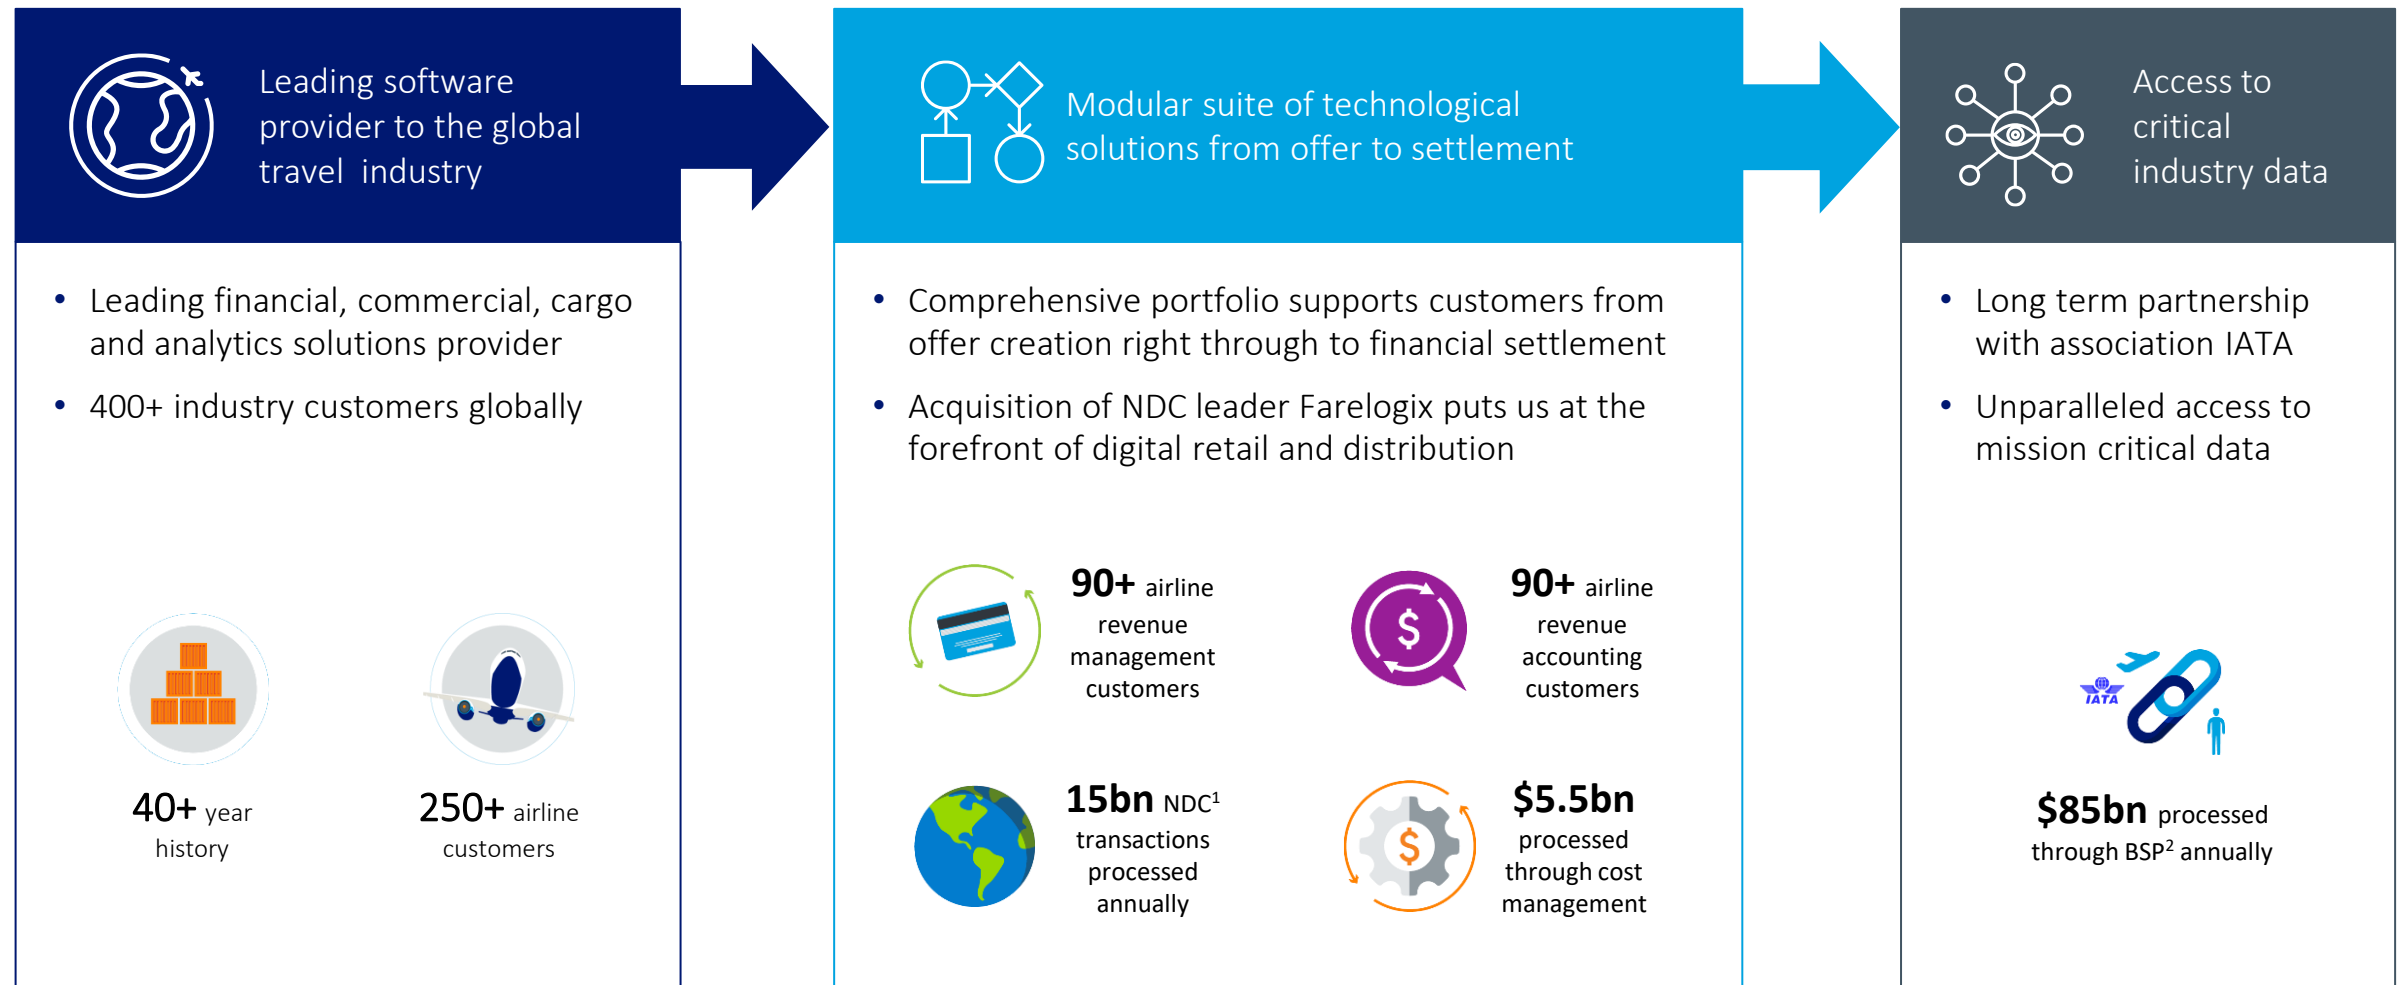 Leading software
provider to the global
travel industry
• Leading financial, commercial, cargo
and analytics solutions provider
• 400+ industry customers globally
40+ year
history
250+ airline
customers
Modular suite of technological
solutions from offer to settlement
• Comprehensive portfolio supports customers from
offer creation right through to financial settlement
• Acquisition of NDC leader Farelogix puts us at the
forefront of digital retail and distribution
90+ airline
revenue
management
customers
90+ airline
revenue
accounting
customers
15bn NDC¹
transactions
processed
annually
$5.5bn
processed
through cost
management
Access to
critical
industry data
• Long term partnership
with association IATA
• Unparalleled access to
mission critical data
IATA
$85bn processed
through BSP² annually